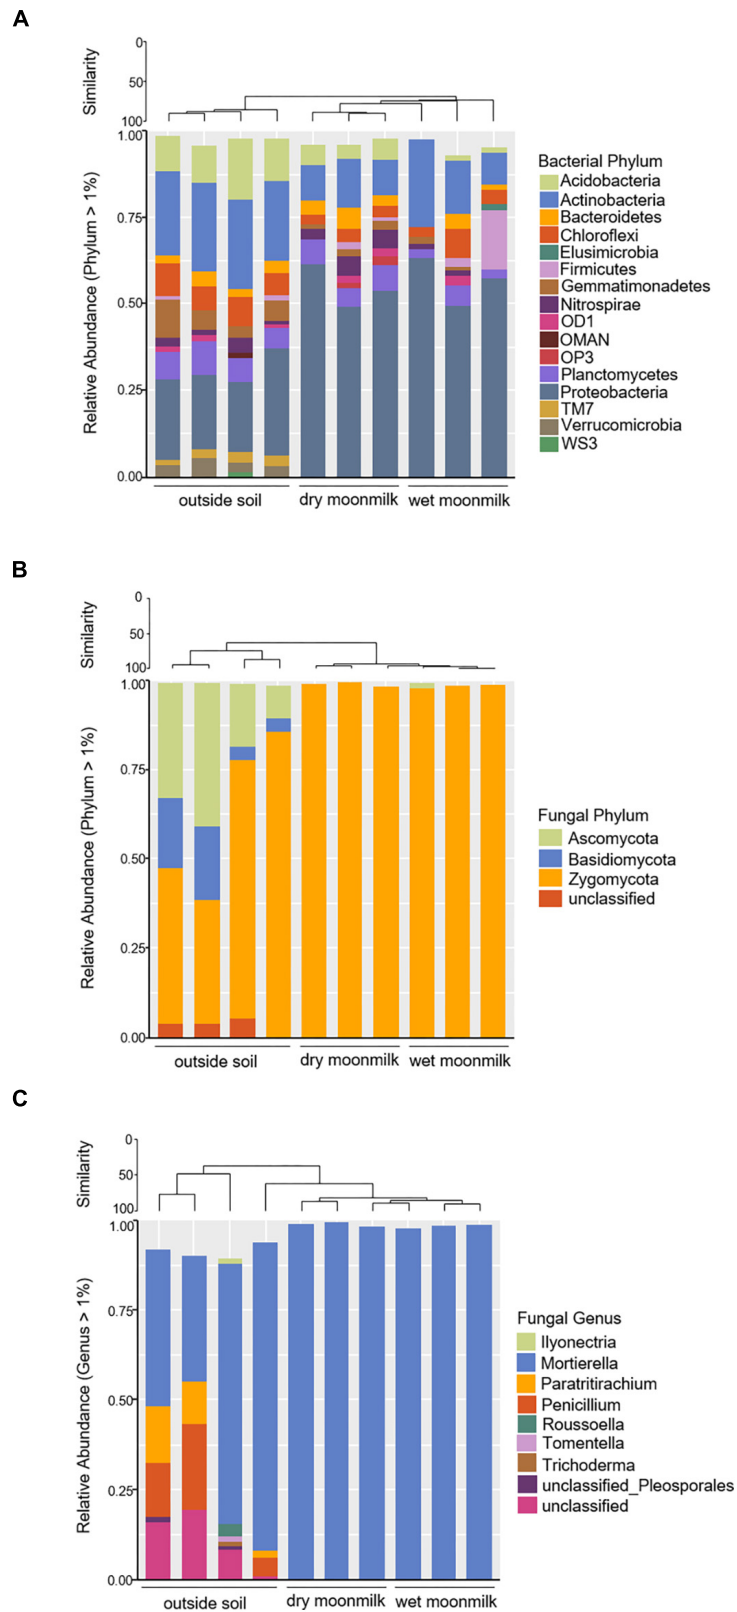 A
Similarity
0
50
100
Relative Abundance (Phylum > 1%)
1.00
0.75
0.50
0.25
0.00
outside soil
dry moonmilk
wet moonmilk
Bacterial Phylum
Acidobacteria
Actinobacteria
Bacteroidetes
Chloroflexi
Elusimicrobia
Firmicutes
Gemmatimonadetes
Nitrospirae
OD1
OMAN
OP3
Planctomycetes
Proteobacteria
TM7
Verrucomicrobia
WS3
B
Similarity
0
50
100
Relative Abundance (Phylum > 1%)
1.00
0.75
0.50
0.25
0.00
outside soil
dry moonmilk
wet moonmilk
Fungal Phylum
Ascomycota
Basidiomycota
Zygomycota
unclassified
C
Similarity
0
50
100
Relative Abundance (Genus > 1%)
1.00
0.75
0.50
0.25
0.00
outside soil
dry moonmilk
wet moonmilk
Fungal Genus
Ilyonectria
Mortierella
Paratritirachium
Penicillium
Roussoella
Tomentella
Trichoderma
unclassified_Pleosporales
unclassified